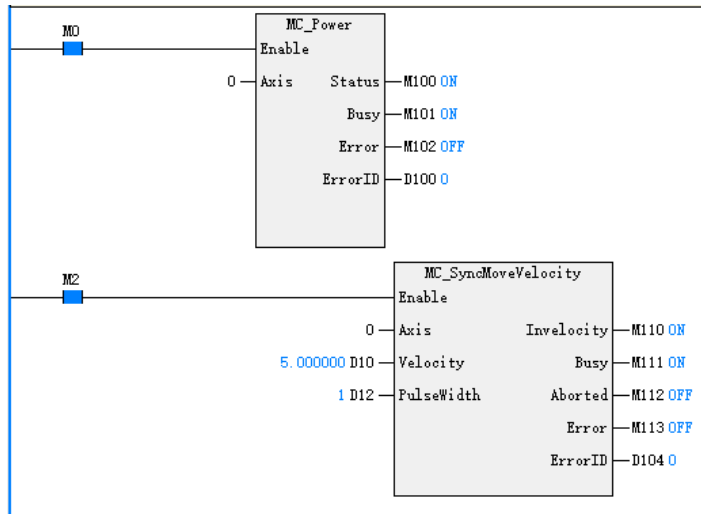 M0
MC_Power
Enable
0 Axis Status M100 ON
Busy M101 ON
Error M102 OFF
ErrorID D100 0
M2
MC_SyncMoveVelocity
Enable
0 Axis Invelocity M110 ON
5.000000 D10 Velocity Busy M111 ON
1 D12 PulseWidth Aborted M112 OFF
Error M113 OFF
ErrorID D104 0